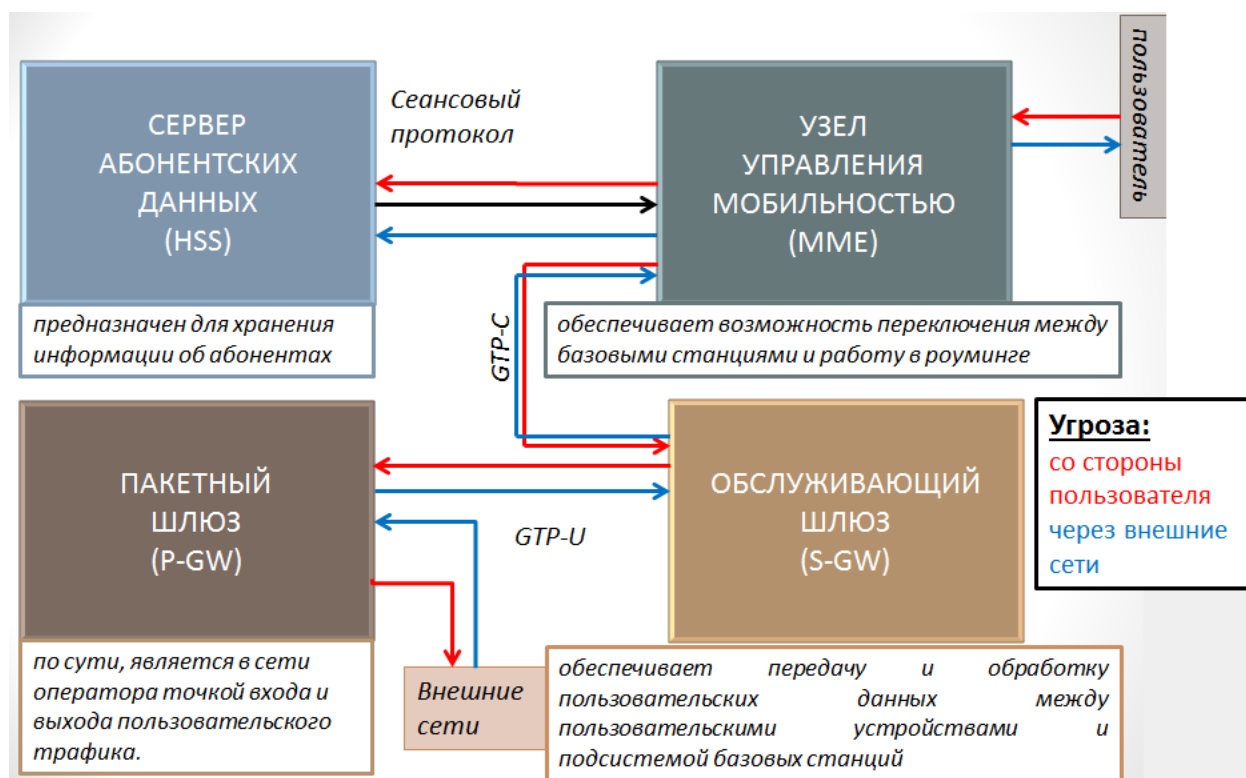 СЕРВЕР
АБОНЕНТСКИХ
ДАННЫХ
(HSS)
предназначен для хранения
информации об абонентах
Сеансовый
протокол
УЗЕЛ
УПРАВЛЕНИЯ
МОБИЛЬНОСТЬЮ
(MME)
обеспечивает возможность переключения между
базовыми станциями и работу в роуминге
пользователь
GTP-C
ПАКЕТНЫЙ
ШЛЮЗ
(P-GW)
по сути, является в сети
оператора точкой входа и
выхода пользовательского
трафика.
GTP-U
Внешние
сети
ОБСЛУЖИВАЮЩИЙ
ШЛЮЗ
(S-GW)
обеспечивает передачу и обработку
пользовательских данных между
пользовательскими устройствами и
подсистемой базовых станций
Угроза:
со стороны
пользователя
через внешние
сети